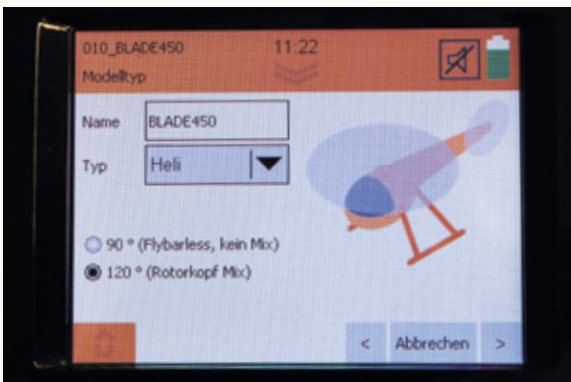 010_BLADE450 11:22
Modelltyp
Name BLADE450
Typ Heli
90 ° (Flybarless, kein Mix)
120 ° (Rotorkopf Mix)
< Abbrechen >